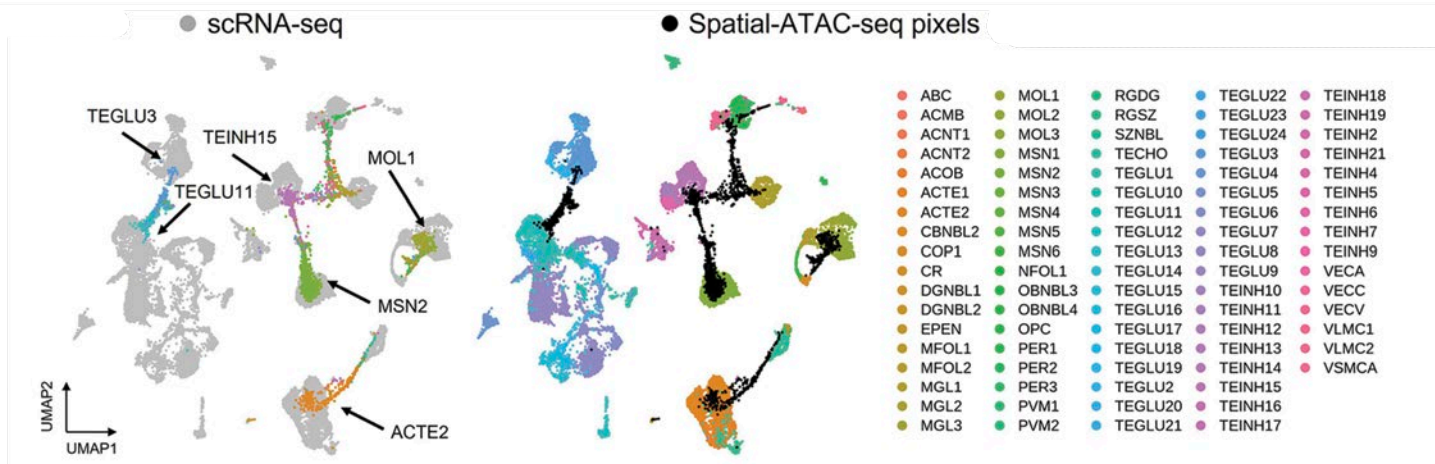 scRNA-seq
Spatial-ATAC-seq pixels
TEGLU3
TEINH15
MOL1
TEGLU11
MSN2
ACTE2
UMAP2
UMAP1
ABC
ACMB
ACNT1
ACNT2
ACOB
ACTE1
ACTE2
CBNBL2
COP1
CR
DGNBL1
DGNBL2
EPEN
MFOL1
MFOL2
MGL1
MGL2
MGL3
MOL1
MOL2
MOL3
MSN1
MSN2
MSN3
MSN4
MSN5
MSN6
NFOL1
OBNBL3
OBNBL4
OPC
PER1
PER2
PER3
PVM1
PVM2
RGDG
RGSZ
SZNBL
TECHO
TEGLU1
TEGLU10
TEGLU11
TEGLU12
TEGLU13
TEGLU14
TEGLU15
TEGLU16
TEGLU17
TEGLU18
TEGLU19
TEGLU2
TEGLU20
TEGLU21
TEGLU22
TEGLU23
TEGLU24
TEGLU3
TEGLU4
TEGLU5
TEGLU6
TEGLU7
TEGLU8
TEGLU9
TEINH10
TEINH11
TEINH12
TEINH13
TEINH14
TEINH15
TEINH16
TEINH17
TEINH18
TEINH19
TEINH2
TEINH21
TEINH4
TEINH5
TEINH6
TEINH7
TEINH9
VECA
VECC
VECV
VLMC1
VLMC2
VSMCA